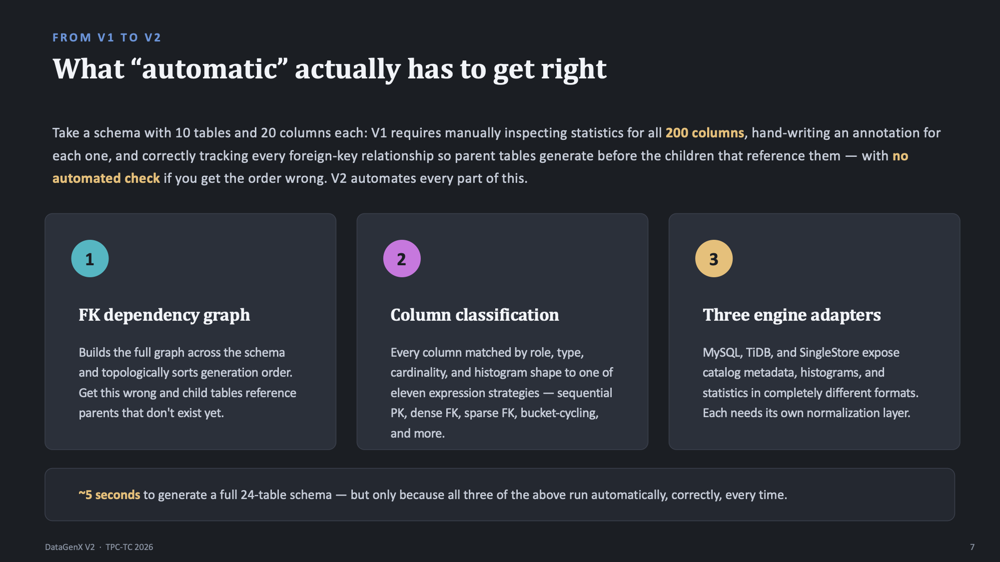 FROM V1 TO V2
What “automatic” actually has to get right
Take a schema with 10 tables and 20 columns each: V1 requires manually inspecting statistics for all 200 columns, hand-writing an annotation for
each one, and correctly tracking every foreign-key relationship so parent tables generate before the children that reference them — with no
automated check if you get the order wrong. V2 automates every part of this.
1
FK dependency graph
Builds the full graph across the schema
and topologically sorts generation order.
Get this wrong and child tables reference
parents that don't exist yet.
2
Column classification
Every column matched by role, type,
cardinality, and histogram shape to one of
eleven expression strategies — sequential
PK, dense FK, sparse FK, bucket-cycling,
and more.
3
Three engine adapters
MySQL, TiDB, and SingleStore expose
catalog metadata, histograms, and
statistics in completely different formats.
Each needs its own normalization layer.
~5 seconds to generate a full 24-table schema — but only because all three of the above run automatically, correctly, every time.
DataGenX V2 · TPC-TC 2026
7